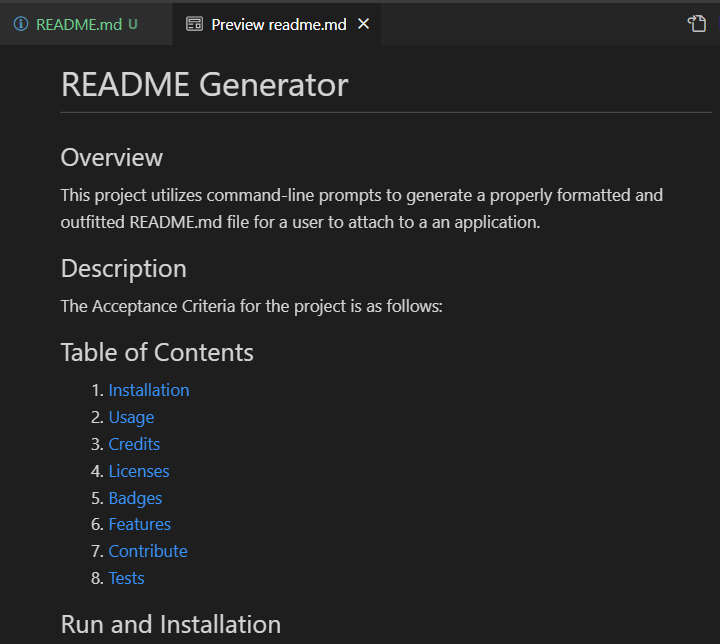 README.md U
Preview readme.md
README Generator
Overview
This project utilizes command-line prompts to generate a properly formatted and
outfitted README.md file for a user to attach to a an application.
Description
The Acceptance Criteria for the project is as follows:
Table of Contents
1. Installation
2. Usage
3. Credits
4. Licenses
5. Badges
6. Features
7. Contribute
8. Tests
Run and Installation